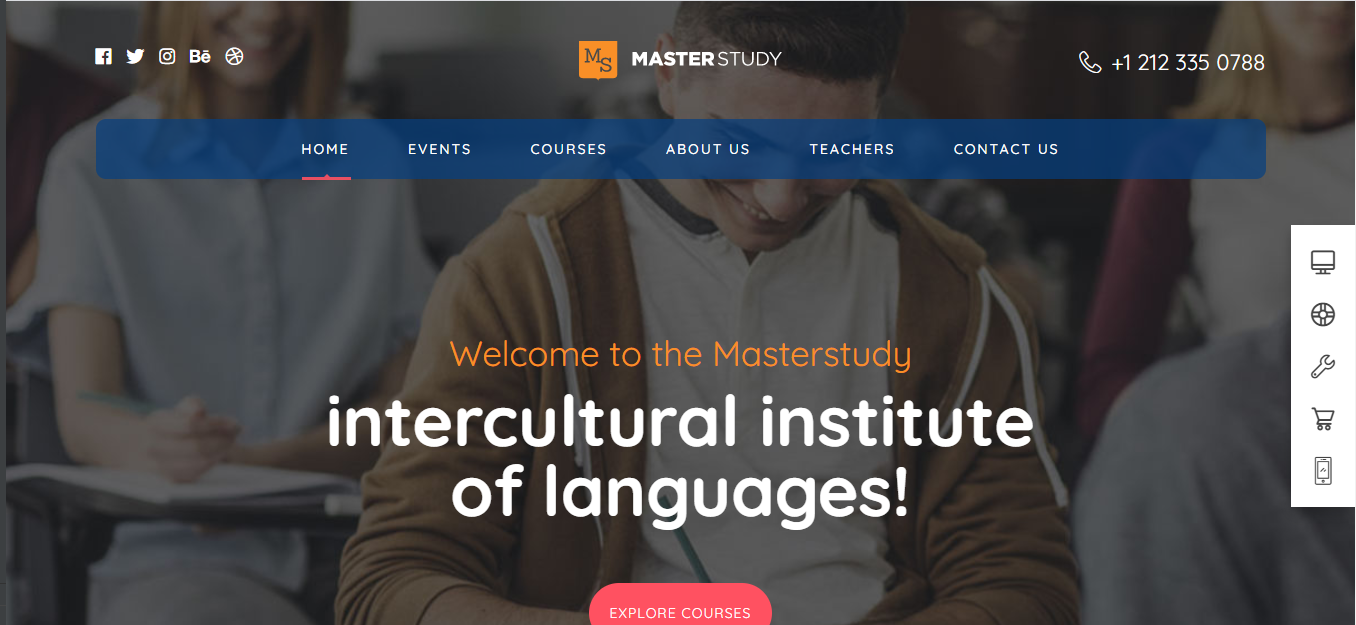 Bē
MS MASTERSTUDY
+1 212 335 0788
HOME EVENTS COURSES ABOUT US TEACHERS CONTACT US
Welcome to the Masterstudy
intercultural institute
of languages!
EXPLORE COURSES